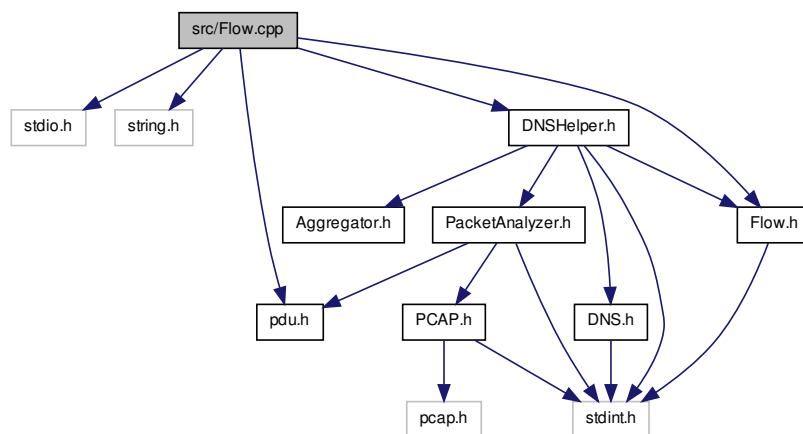 src/Flow.cpp
stdio.h
string.h
DNSHelper.h
Aggregator.h
PacketAnalyzer.h
Flow.h
pdu.h
PCAP.h
DNS.h
pcap.h
stdint.h